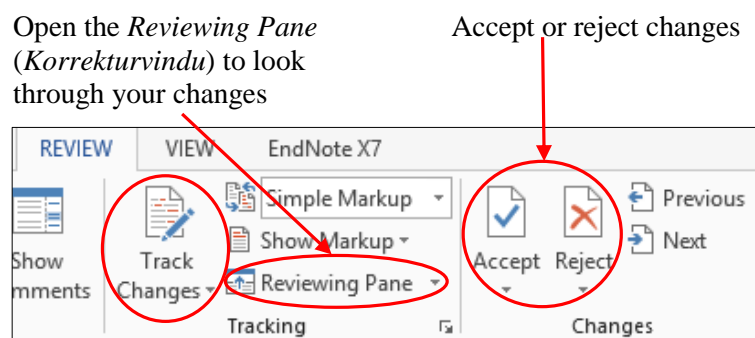 Open the Reviewing Pane
(Korrekturvindu) to look
through your changes
Accept or reject changes
REVIEW VIEW EndNote X7
Show
mments
Track
Changes
Simple Markup
Show Markup
Reviewing Pane
Tracking
Accept
Reject
Previous
Next
Changes